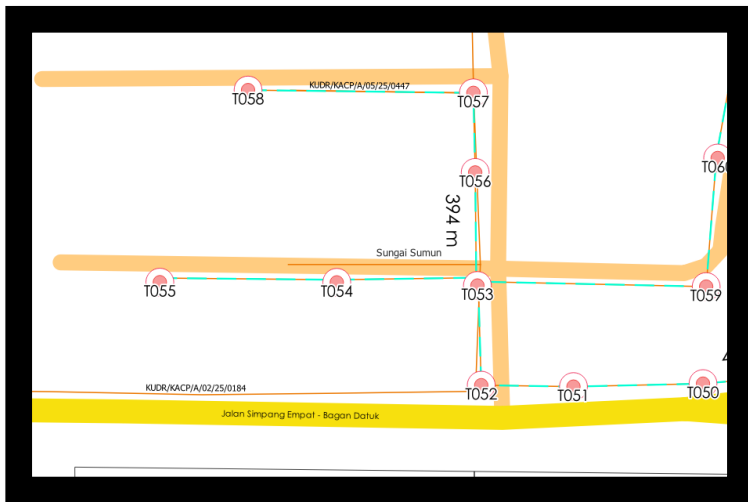 KUDR/KACP/A/05/25/0447
T058
T057
T060
T056
394 m
Sungai Sumun
T055
T054
T053
T059
KUDR/KACP/A/02/25/0184
T052
T051
T050
Jalan Simpang Empat - Bagan Datuk